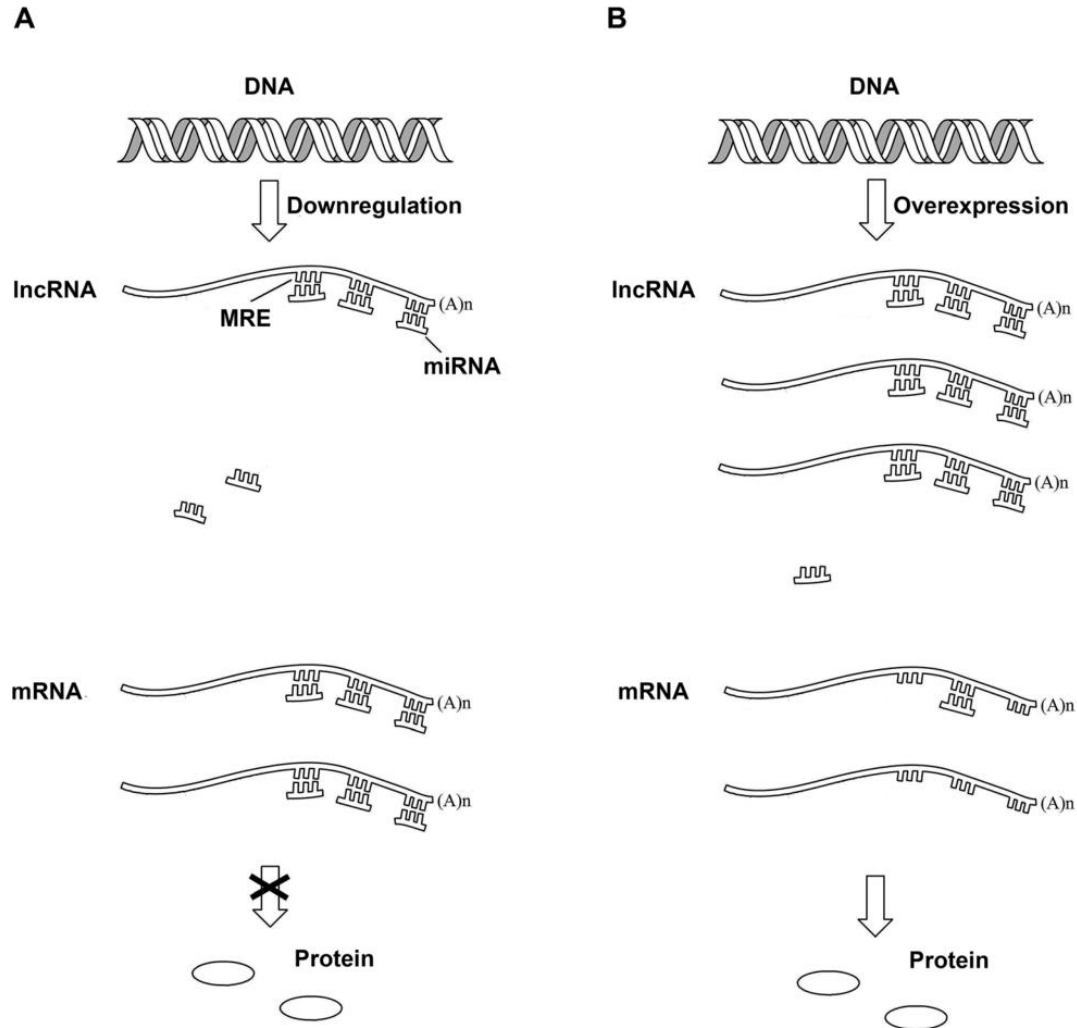 A
DNA
Downregulation
lncRNA
(A)n
MRE
miRNA
mRNA
(A)n
(A)n
Protein
B
DNA
Overexpression
lncRNA
(A)n
(A)n
(A)n
mRNA
(A)n
(A)n
Protein